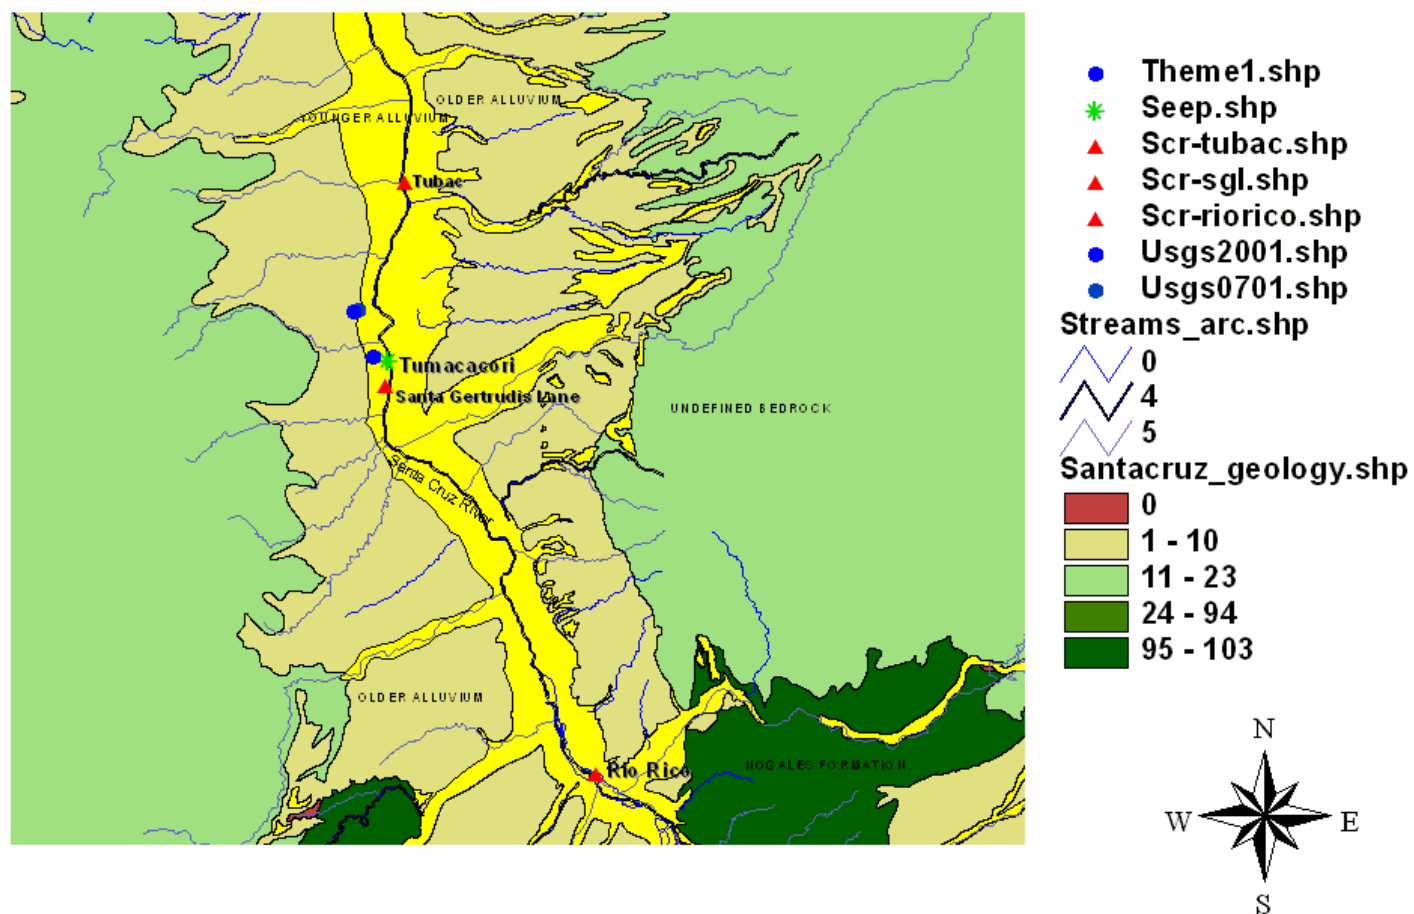 OLDER ALLUVIUM
YOUNGER ALLUVIUM
Tubac
Tumacacori
Santa Gertrudis Lane
UNDEFINED BEDROCK
Santa Cruz River
OLDER ALLUVIUM
NOGALES FORMATION
Rio Rico
Theme1.shp
Seep.shp
Scr-tubac.shp
Scr-sgl.shp
Scr-riorico.shp
Usgs2001.shp
Usgs0701.shp
Streams_arc.shp
0
4
5
Santacruz_geology.shp
0
1 - 10
11 - 23
24 - 94
95 - 103
N
W E
S